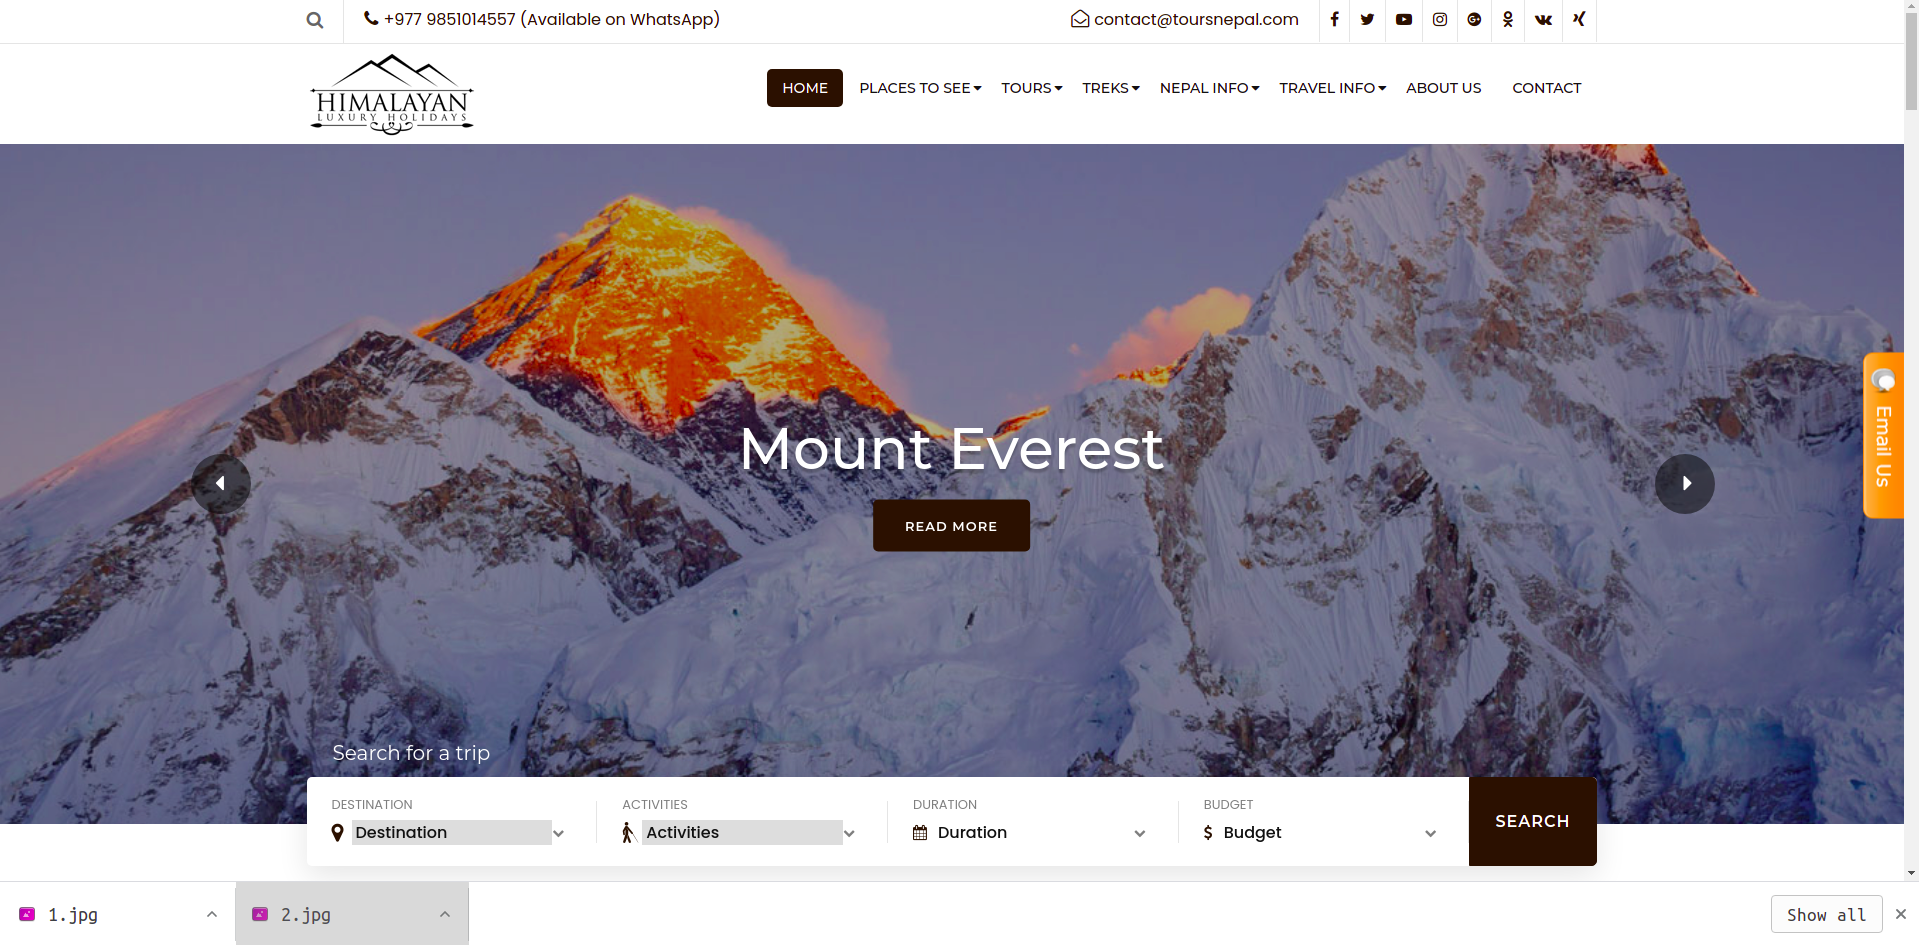 +977 9851014557 (Available on WhatsApp)
contact@toursnepal.com
HIMALAYAN
LUXURY HOLIDAYS
HOME
PLACES TO SEE
TOURS
TREKS
NEPAL INFO
TRAVEL INFO
ABOUT US
CONTACT
Mount Everest
READ MORE
Email Us
Search for a trip
DESTINATION
Destination
ACTIVITIES
Activities
DURATION
Duration
BUDGET
$ Budget
SEARCH
1.jpg
2.jpg
Show all